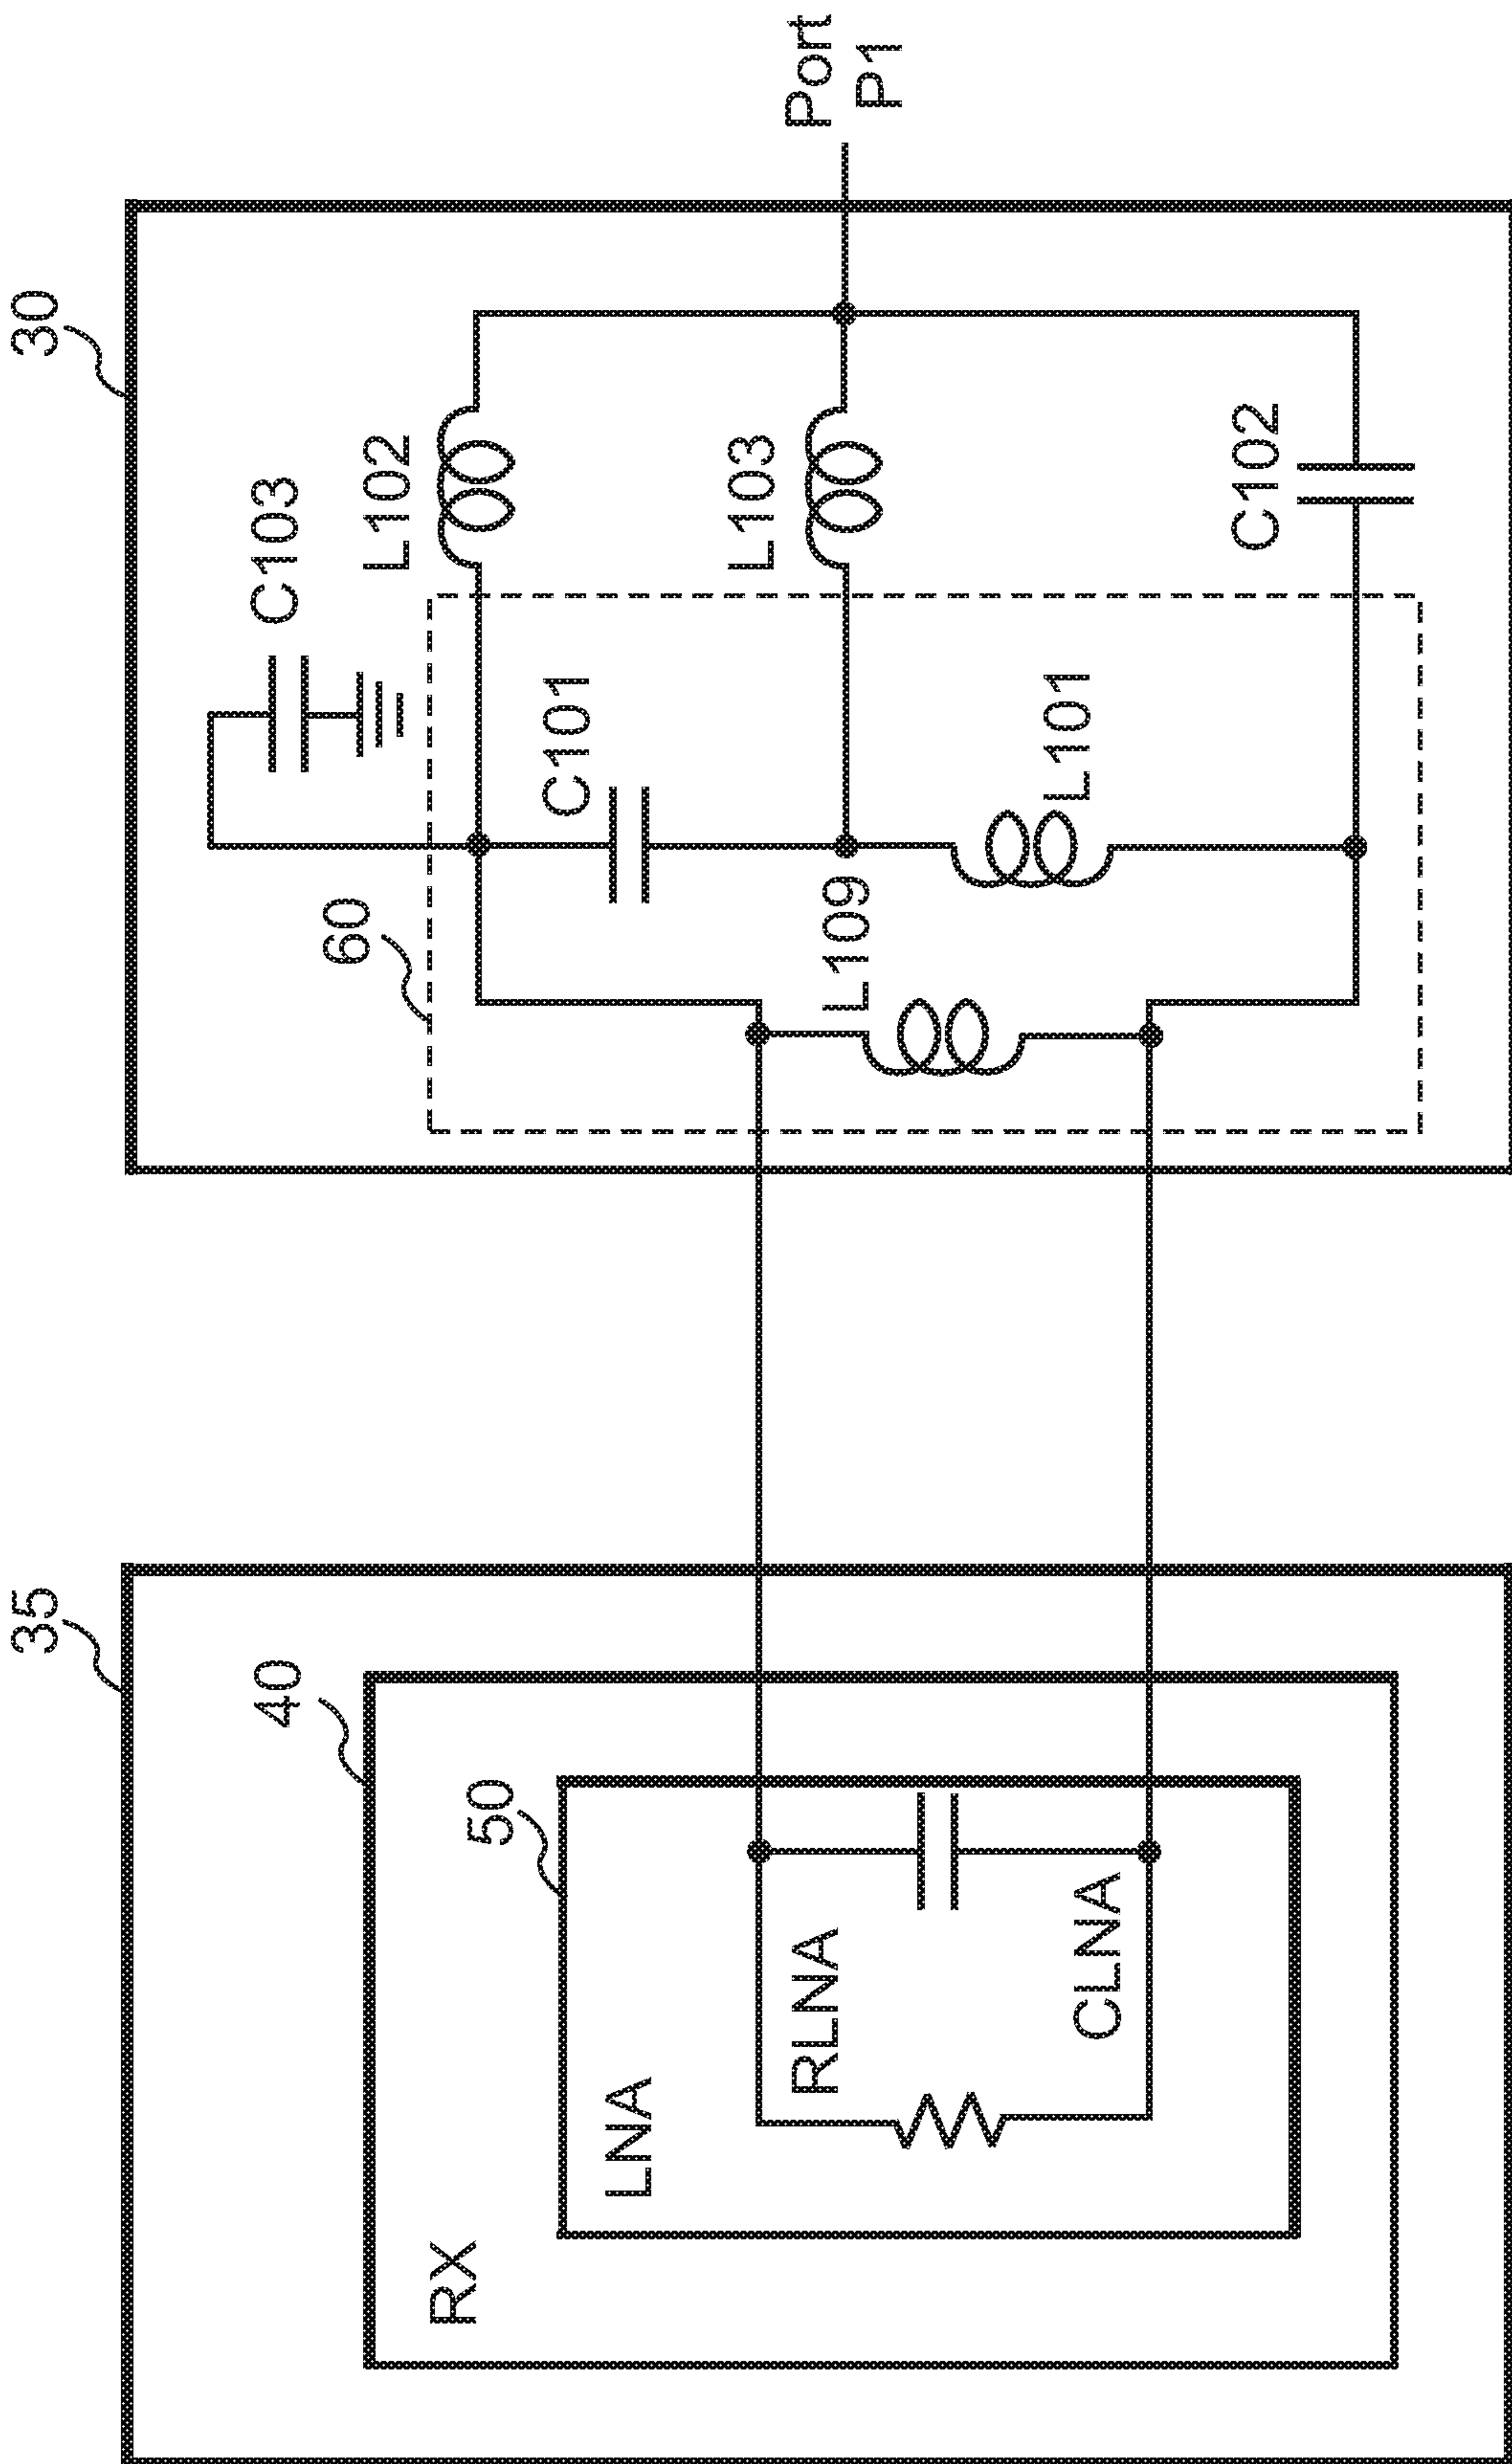 35
30
40
C103
60
L102
RX
50
C101
LNA
L103
Port
P1
RLNA
L109
L101
CLNA
C102